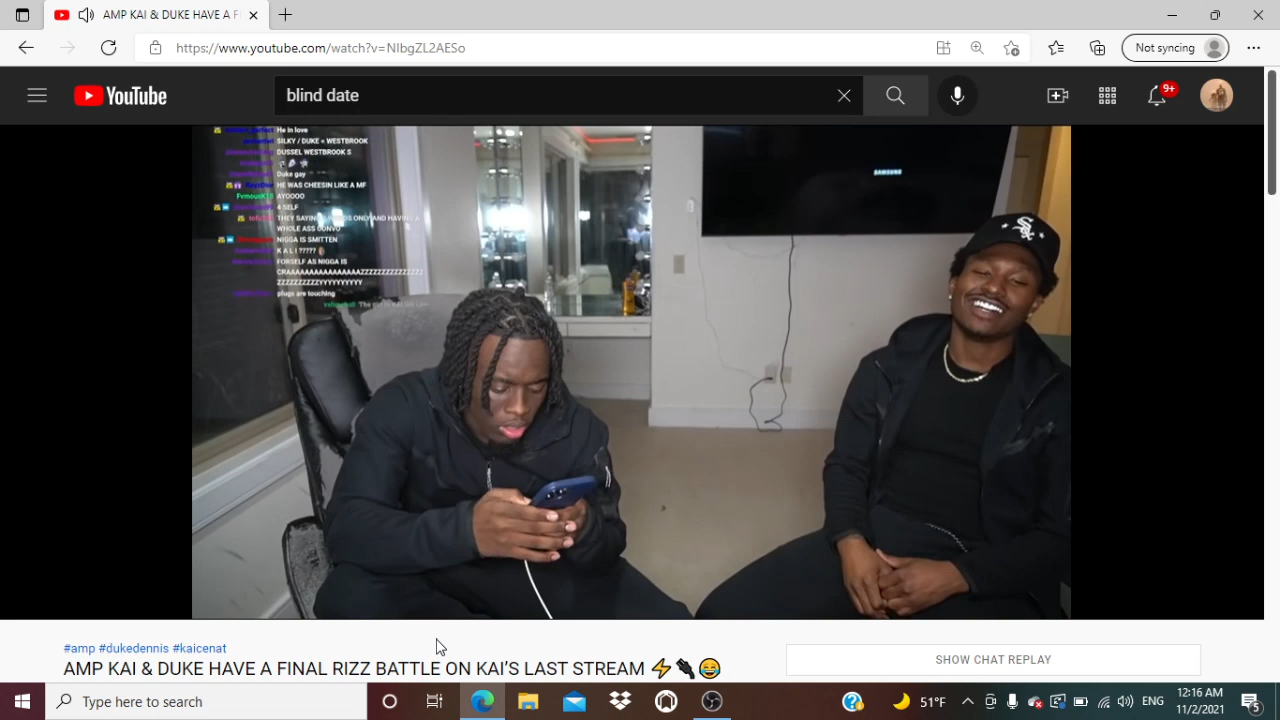 AMP KAI & DUKE HAVE A F
https://www.youtube.com/watch?v=NIbgZL2AESo
Not syncing
YouTube
blind date
9+
He in love
SILKY / DUKE = WESTBROOK
DUSSEL WESTBROOK S
Duke gay
HE WAS CHEESIN LIKE A MF
AYOOOO
4 SELF
THEY SAYING
ONLY AND HAVING A
WHOLE ASS CONVO
NIGGA IS SMITTEN
K A L I ?????
FORSELF AS NIGGA IS
plugs are touching
SAMSUNG
#amp #dukedennis #kaicenat
AMP KAI & DUKE HAVE A FINAL RIZZ BATTLE ON KAI'S LAST STREAM ⚡🔌😂
SHOW CHAT REPLAY
Type here to search
51°F
ENG
12:16 AM
11/2/2021
5